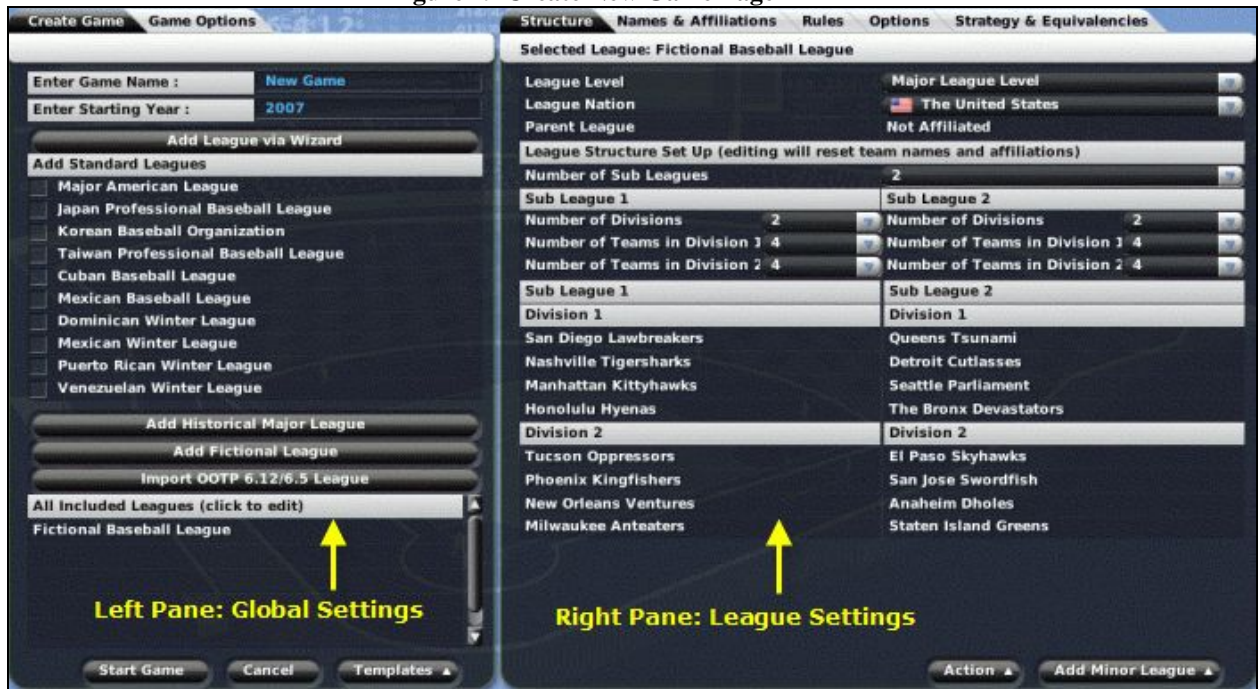 Create Game Game Options
Enter Game Name : New Game
Enter Starting Year : 2007
Add League via Wizard
Add Standard Leagues
Major American League
Japan Professional Baseball League
Korean Baseball Organization
Taiwan Professional Baseball League
Cuban Baseball League
Mexican Baseball League
Dominican Winter League
Mexican Winter League
Puerto Rican Winter League
Venezuelan Winter League
Add Historical Major League
Add Fictional League
Import OOTP 6.12/6.5 League
All Included Leagues (click to edit)
Fictional Baseball League
Left Pane: Global Settings
Start Game Cancel Templates
Structure Names & Affiliations Rules Options Strategy & Equivalencies
Selected League: Fictional Baseball League
League Level Major League Level
League Nation The United States
Parent League Not Affiliated
League Structure Set Up (editing will reset team names and affiliations)
Number of Sub Leagues 2
Sub League 1 Sub League 2
Number of Divisions 2 Number of Divisions 2
Number of Teams in Division 1 4 Number of Teams in Division 1 4
Number of Teams in Division 2 4 Number of Teams in Division 2 4
Sub League 1 Sub League 2
Division 1 Division 1
San Diego Lawbreakers Queens Tsunami
Nashville Tigersharks Detroit Cutlasses
Manhattan Kittyhawks Seattle Parliament
Honolulu Hyenas The Bronx Devastators
Division 2 Division 2
Tucson Oppressors El Paso Skyhawks
Phoenix Kingfishers San Jose Swordfish
New Orleans Ventures Anaheim Dholes
Milwaukee Anteaters Staten Island Greens
Right Pane: League Settings
Action Add Minor League